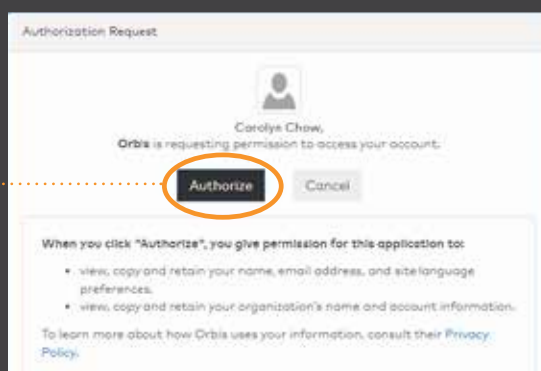 Authorization Request
Carolyn Chow,
Orbis is requesting permission to access your account.
Authorize
Cancel
When you click "Authorize", you give permission for this application to:
• view, copy and retain your name, email address, and site language
preferences.
• view, copy and retain your organization's name and account information.
To learn more about how Orbis uses your information, consult their Privacy
Policy.